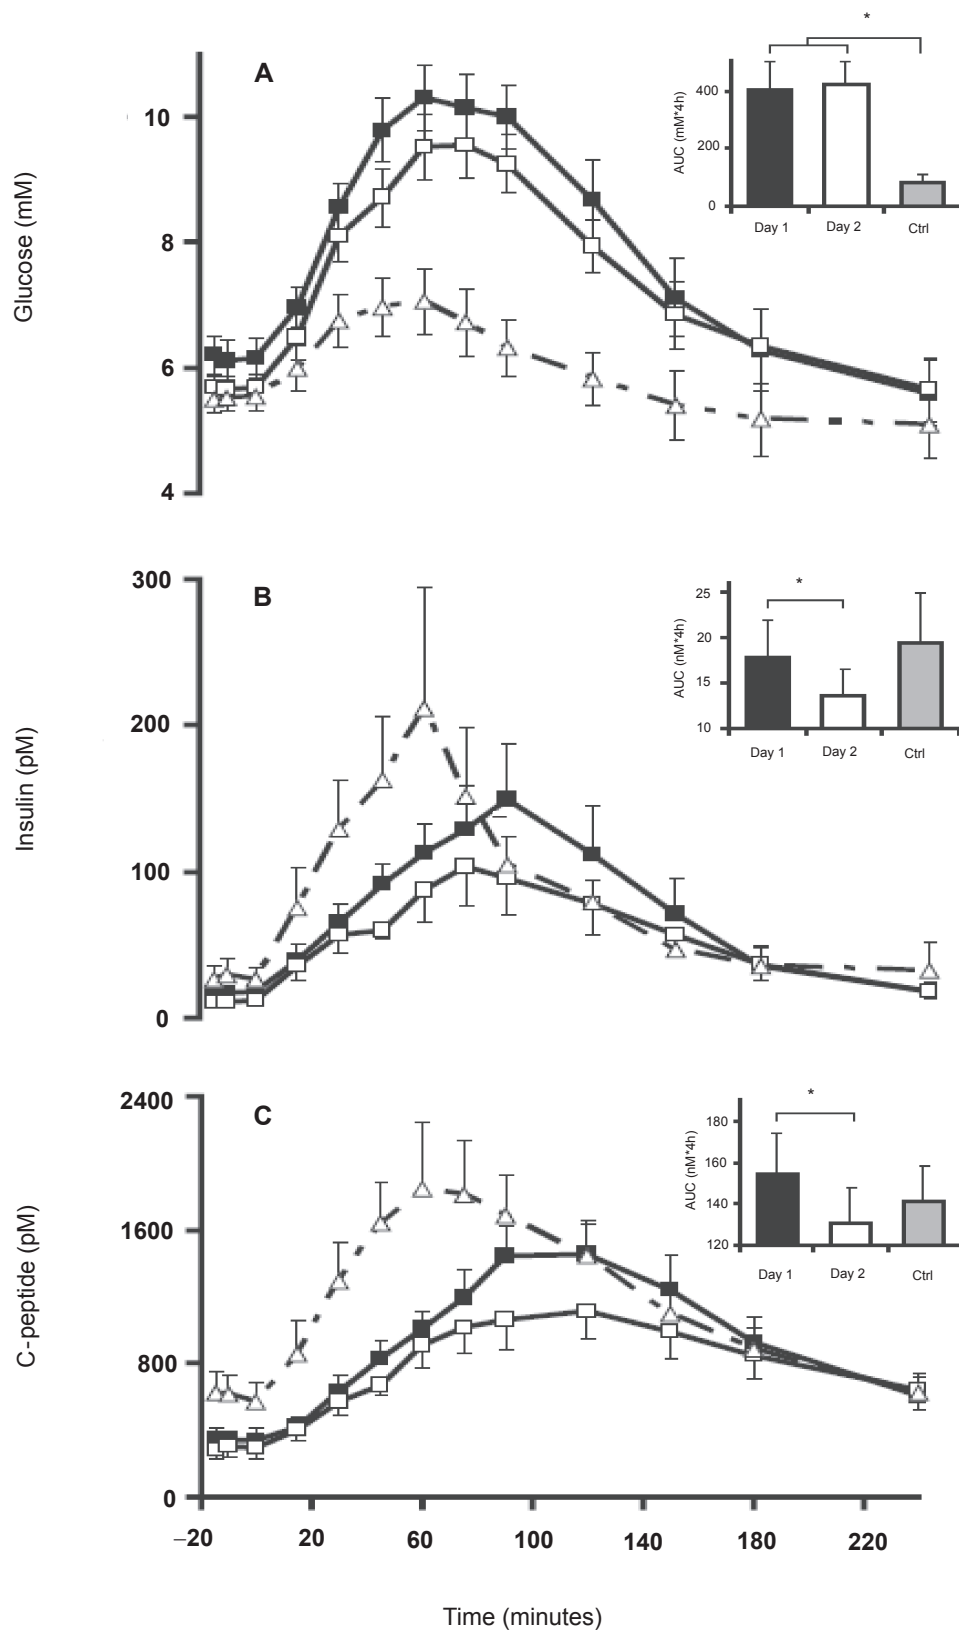 A
Glucose (mM)
10
8
6
4
*
AUC (mM*4h)
400
200
0
Day 1 Day 2 Ctrl
B
Insulin (pM)
300
200
100
0
*
AUC (nM*4h)
25
20
15
10
Day 1 Day 2 Ctrl
C
C-peptide (pM)
2400
1600
800
0
*
AUC (nM*4h)
180
160
140
120
Day 1 Day 2 Ctrl
–20 20 60 100 140 180 220
Time (minutes)